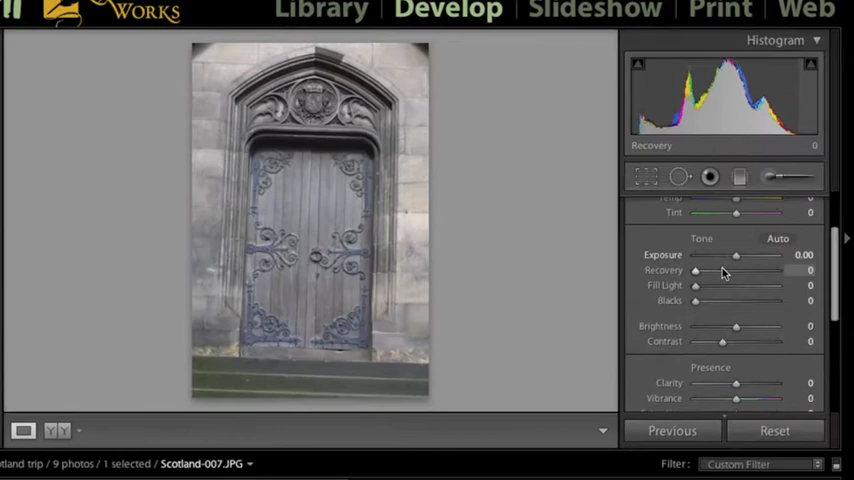 WORKS
Library | Develop | Slideshow | Print | Web
Histogram
Recovery 0
Tint 0
Tone Auto
Exposure 0.00
Recovery 0
Fill Light 0
Blacks 0
Brightness 0
Contrast 0
Presence
Clarity 0
Vibrance 0
Previous Reset
YY
otland trip / 9 photos / 1 selected / Scotland-007.JPG
Filter: Custom Filter